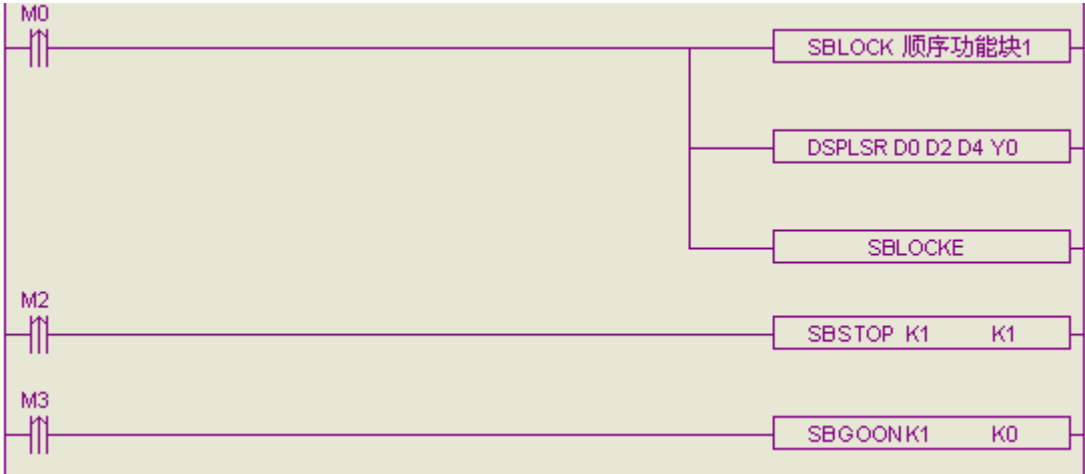 M0
SBLOCK 顺序功能块1
DSPLSR D0 D2 D4 Y0
SBLOCKE
M2
SBSTOP K1 K1
M3
SBGOON K1 K0